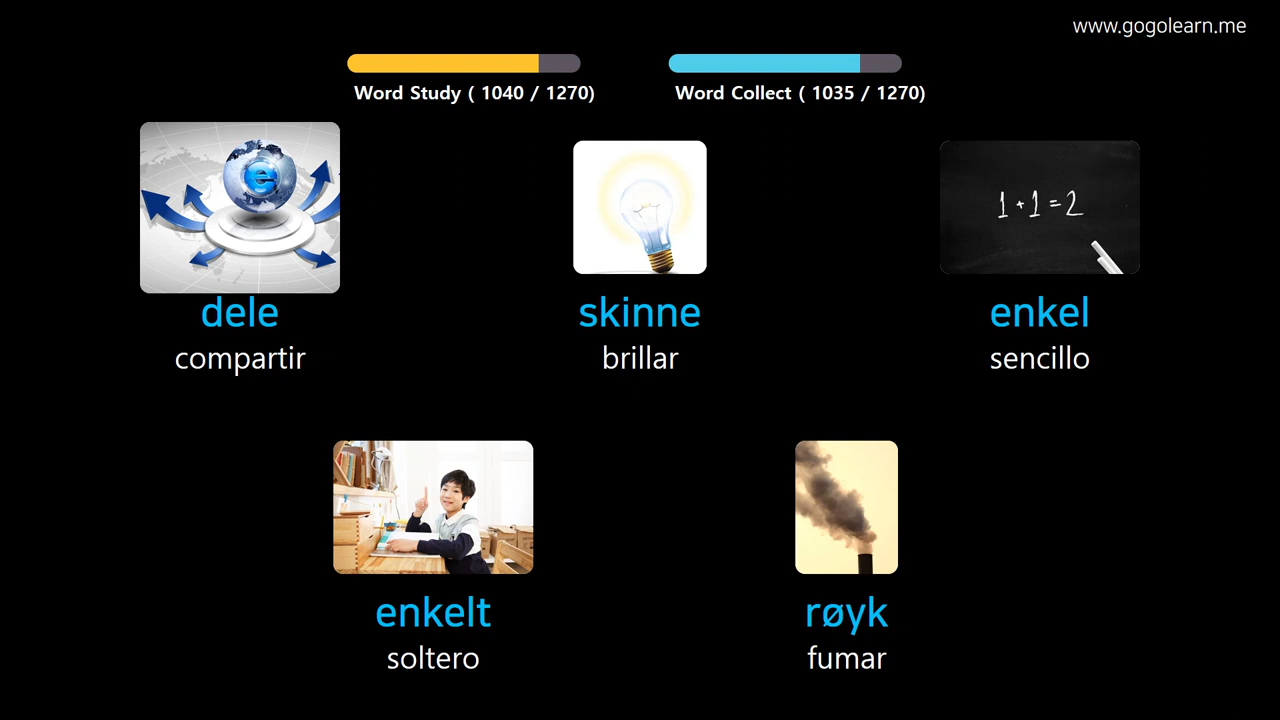 www.gogolearn.me
Word Study ( 1040 / 1270)
Word Collect ( 1035 / 1270)
e
1+1=2
dele
skinne
enkel
compartir
brillar
sencillo
enkelt
røyk
soltero
fumar